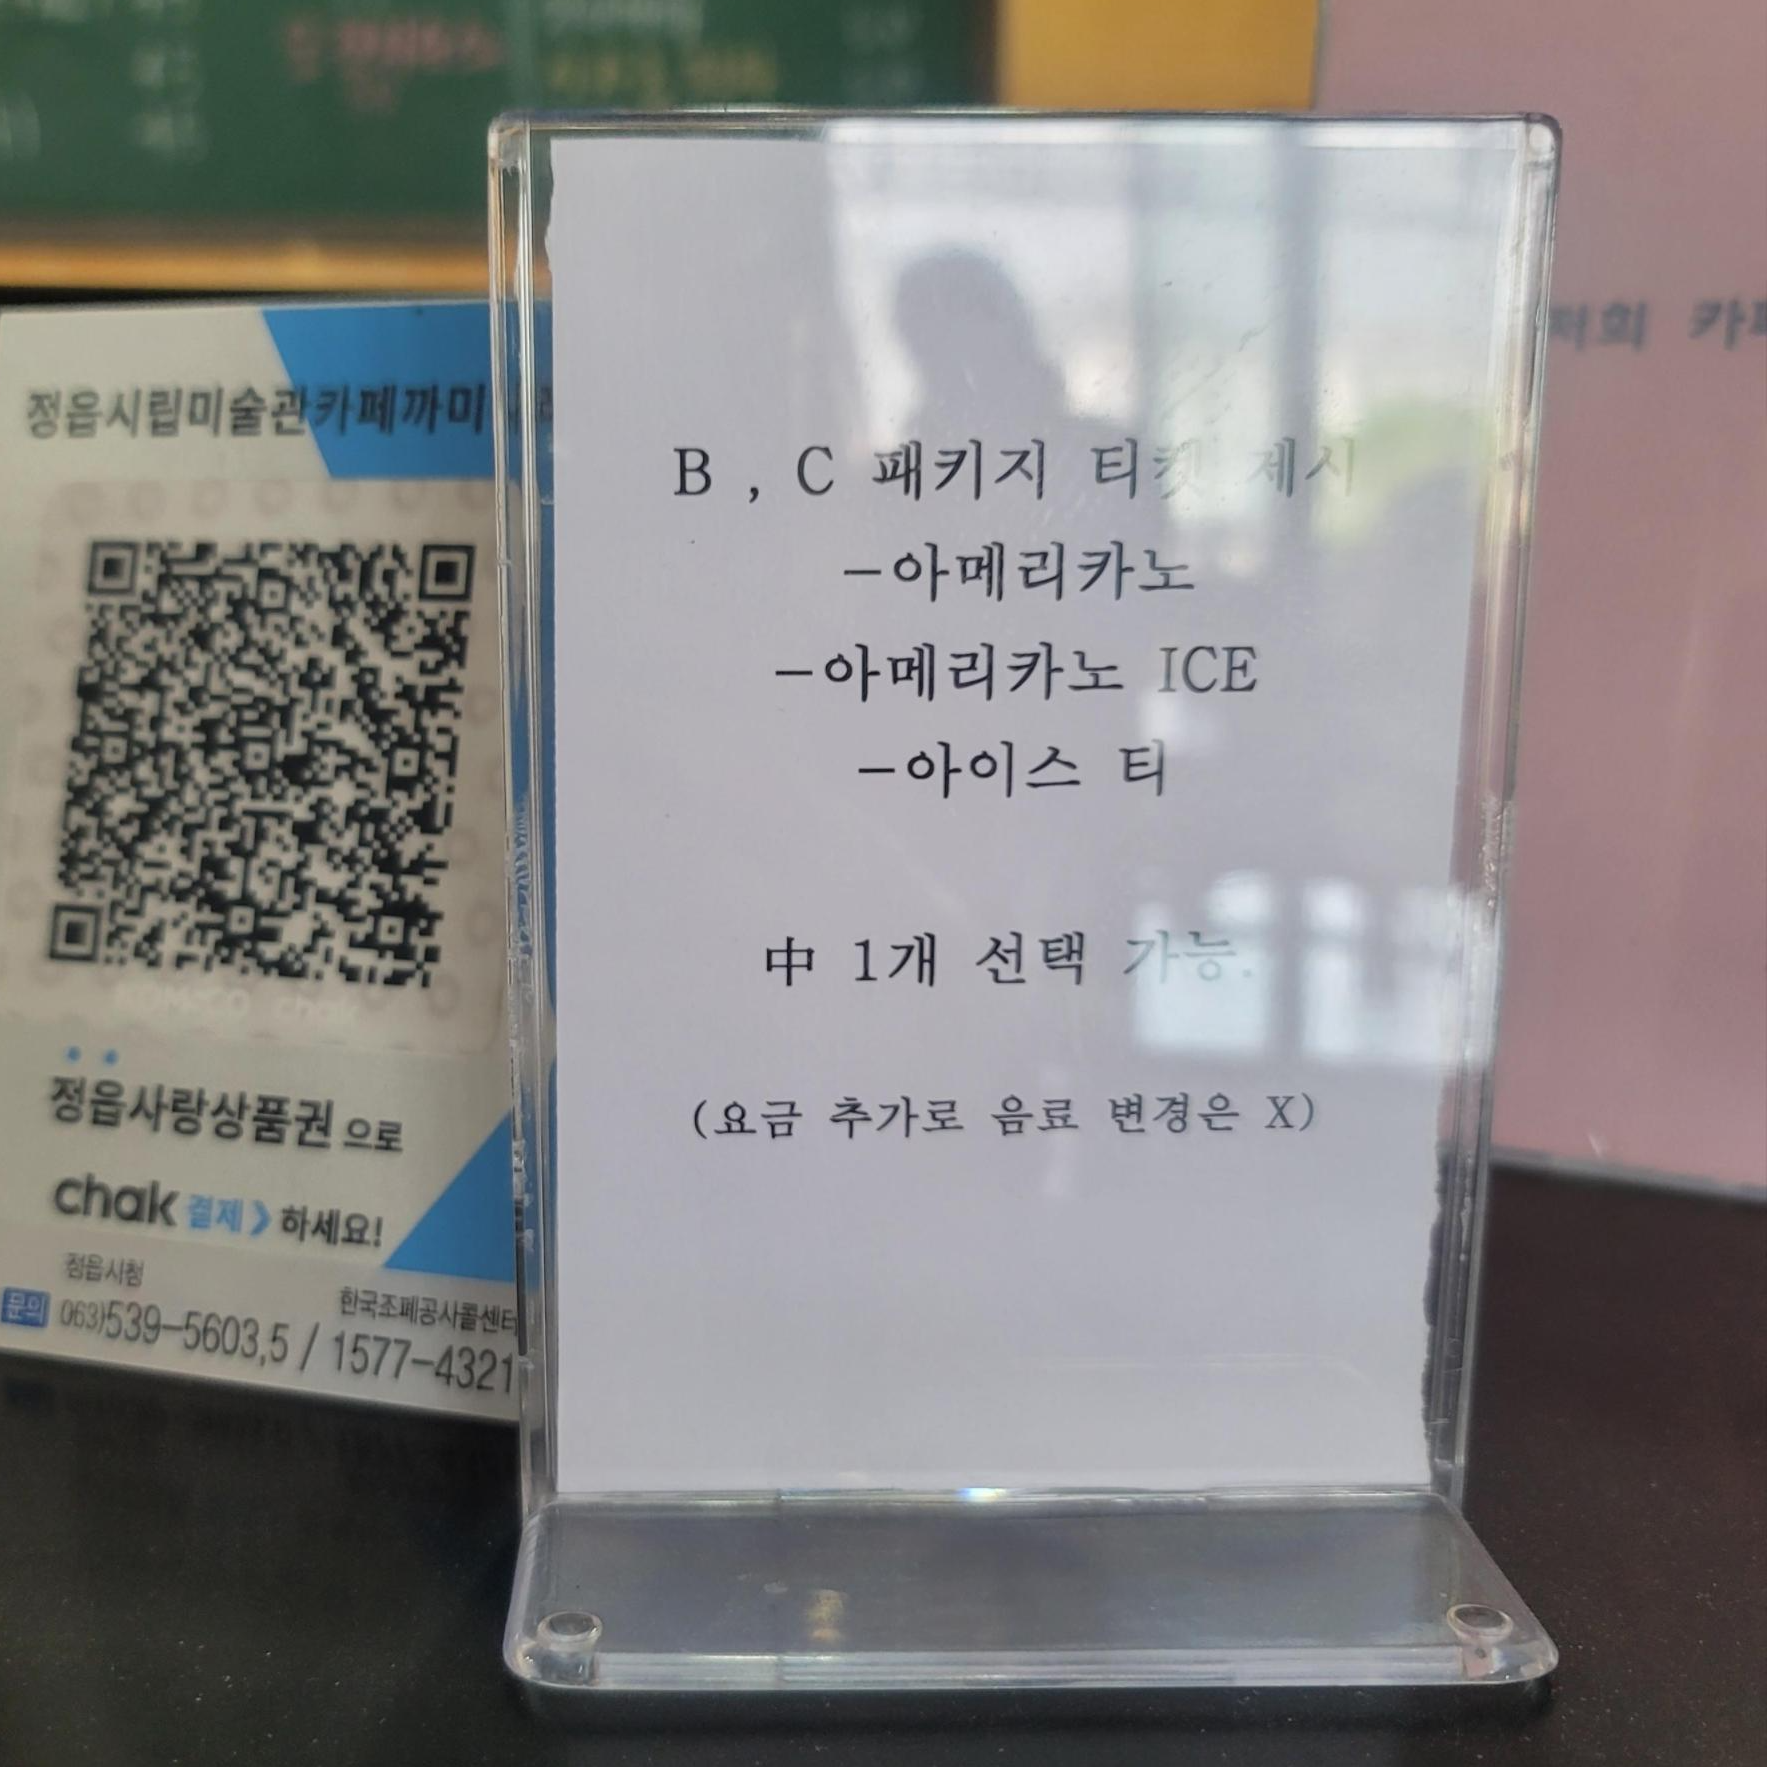 정읍시립미술관카페까미
정읍사랑상품권 으로
chak 결제 》 하세요!
정읍시청
한국조폐공사콜센터
문의 063)539-5603,5 / 1577-4321
B , C 패키지 티켓 제시
-아메리카노
-아메리카노 ICE
-아이스 티
中 1개 선택 가능.
(요금 추가로 음료 변경은 X)
저희